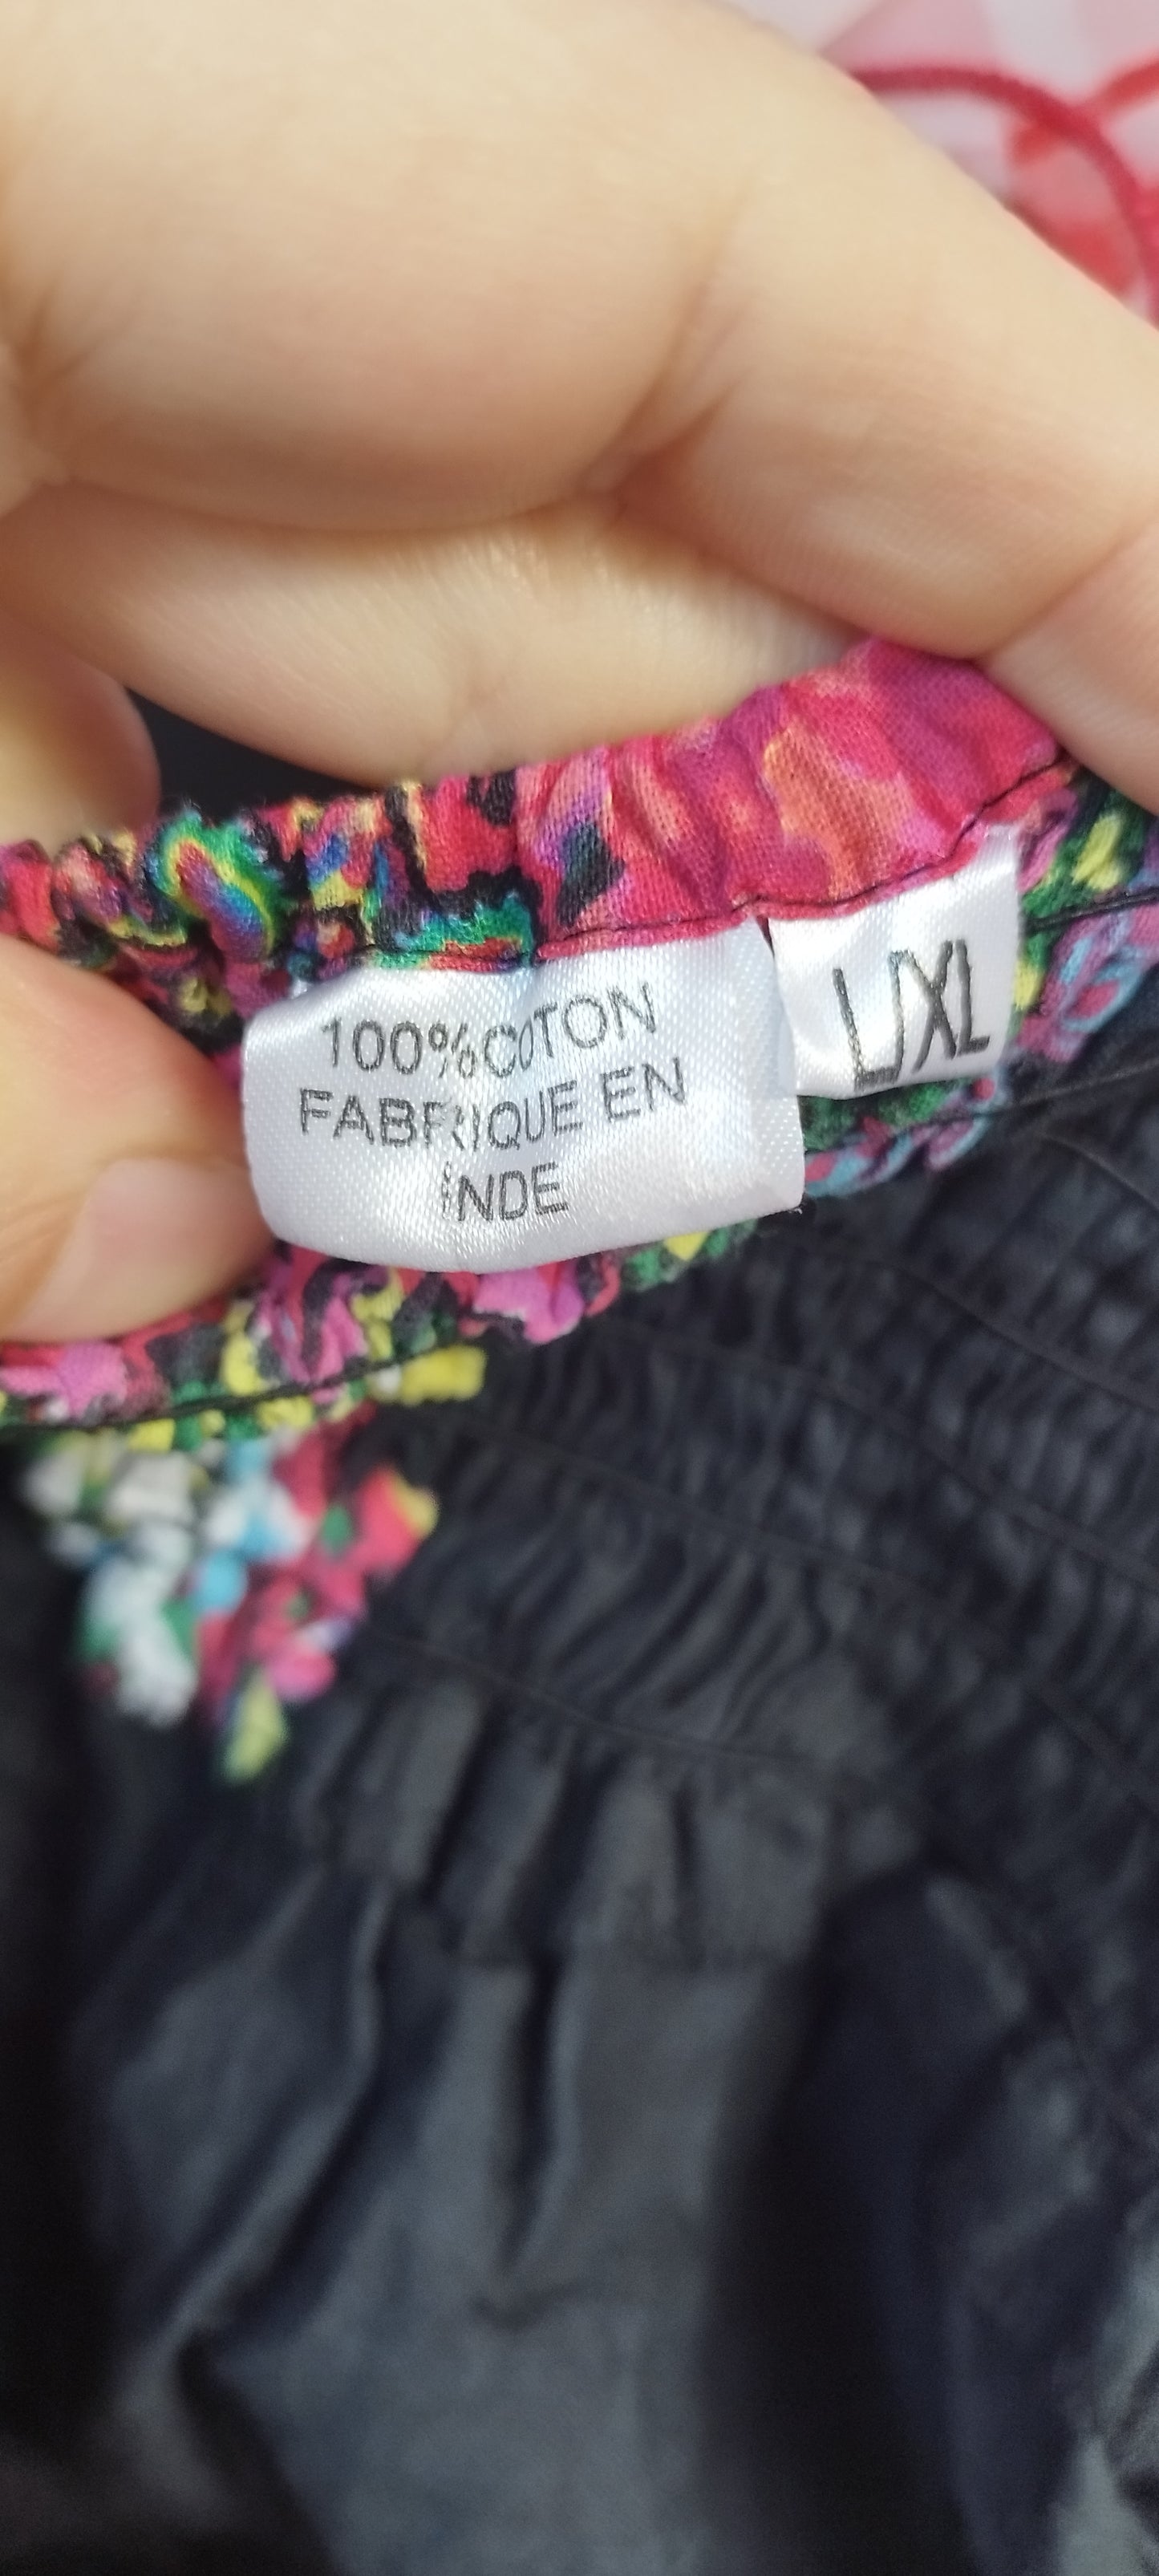 100% COTON
FABRIQUE EN
INDE
L/XL